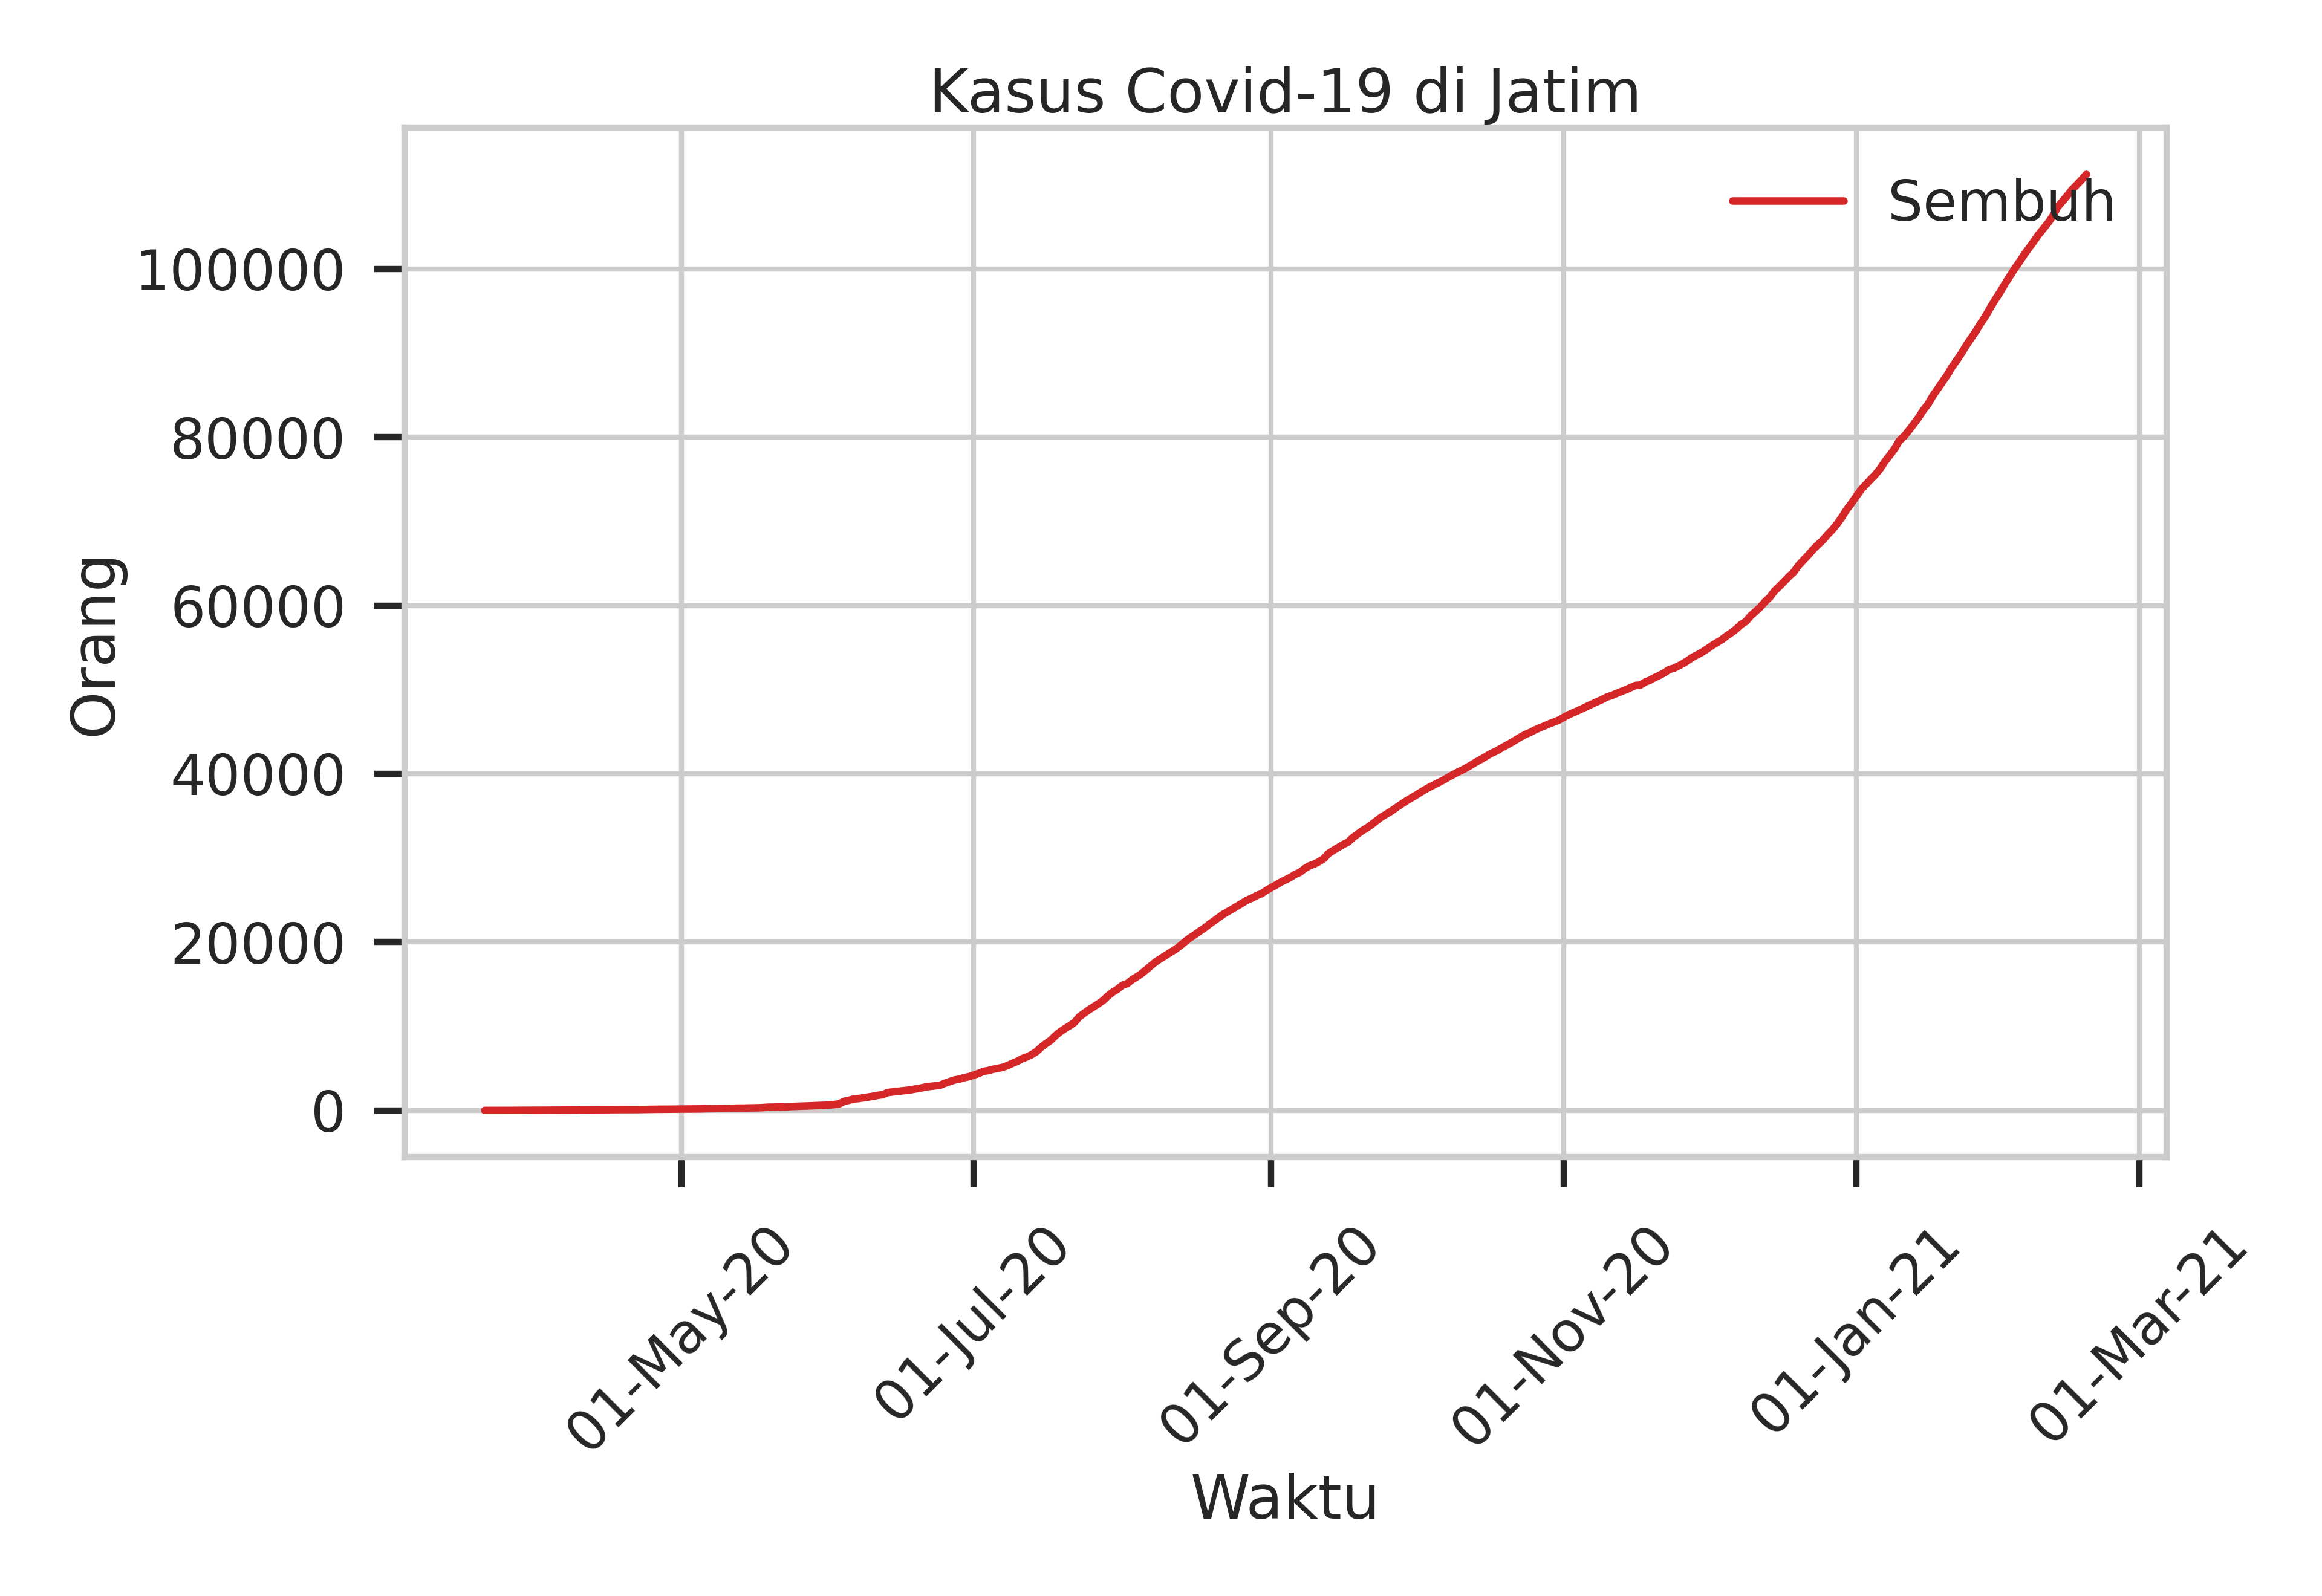 Kasus Covid-19 di Jatim
Sembuh
Orang
100000
80000
60000
40000
20000
0
01-May-20
01-Jul-20
01-Sep-20
01-Nov-20
01-Jan-21
01-Mar-21
Waktu